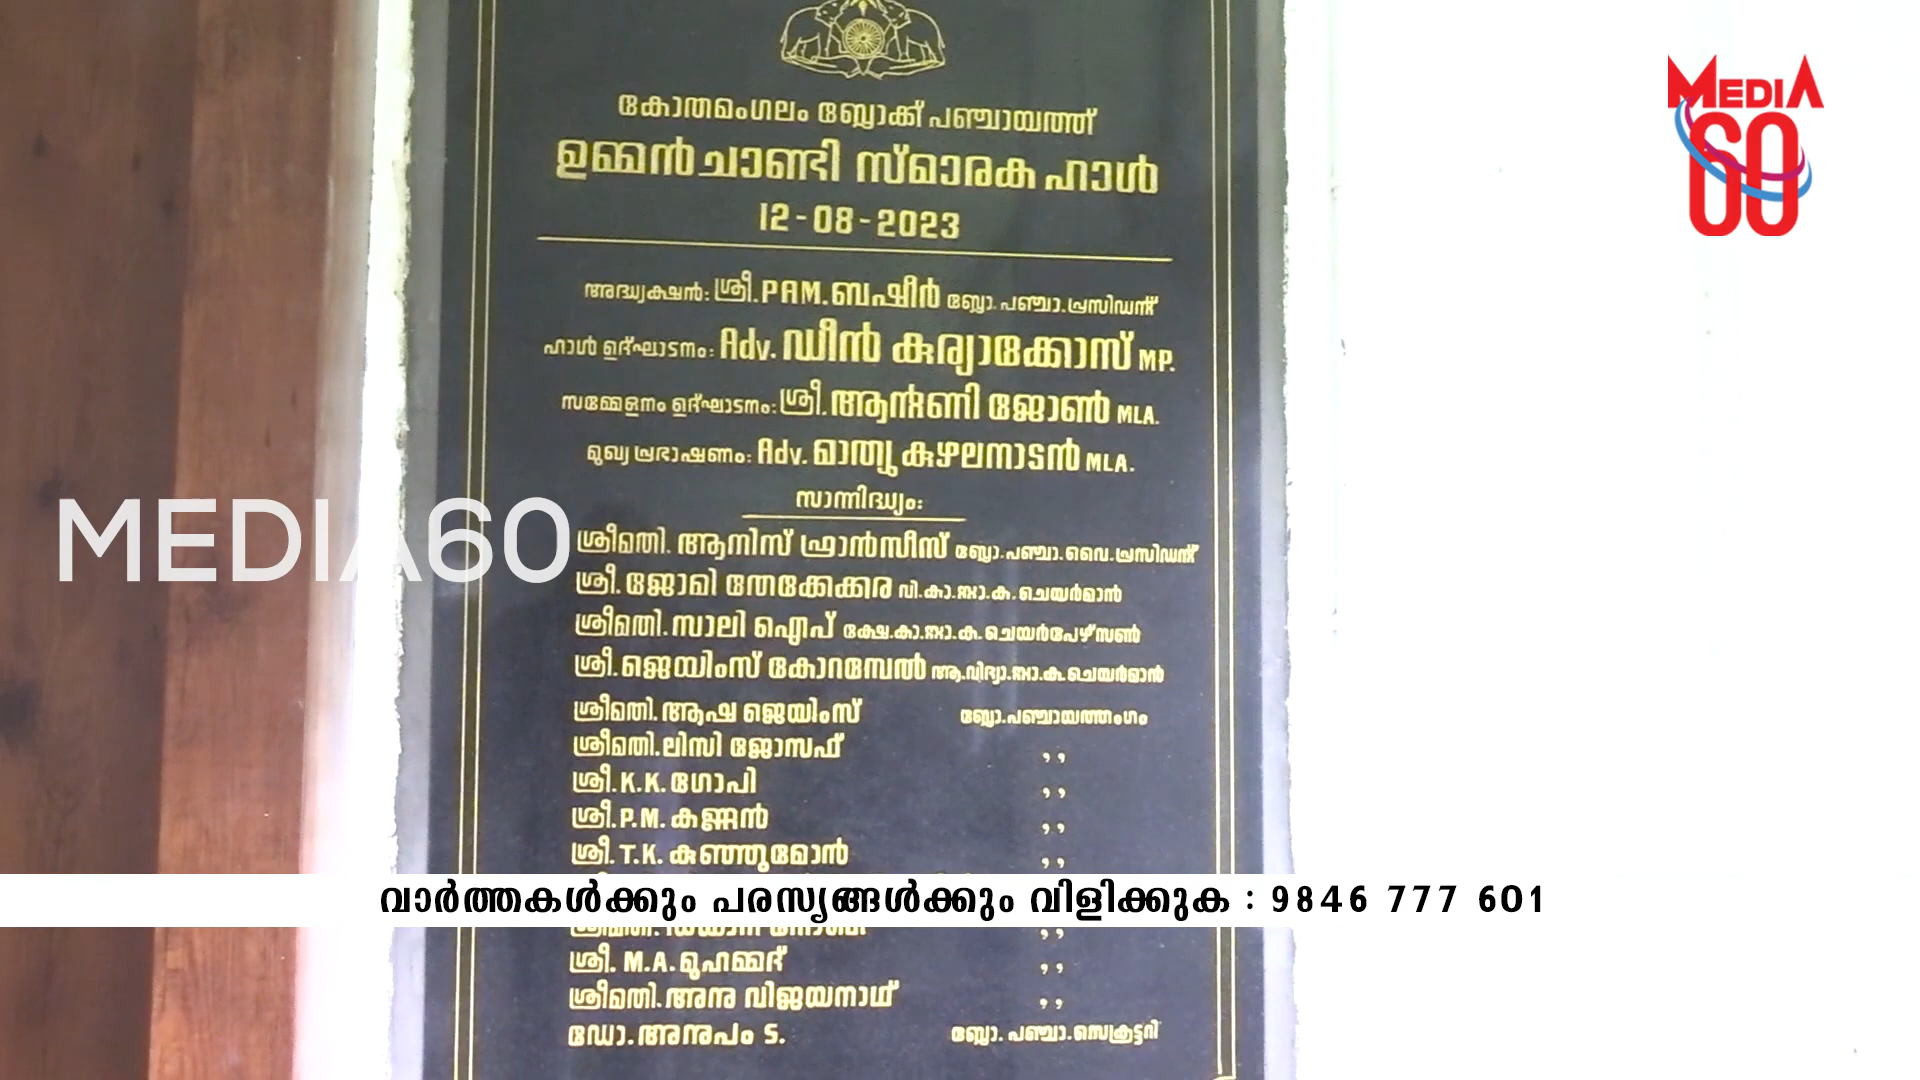 കോതമംഗലം ബ്ലോക്ക് പഞ്ചായത്ത്
ഉമ്മൻ ചാണ്ടി സ്മാരക ഹാൾ
12-08-2023
അദ്ധ്യക്ഷൻ: ശ്രീ. PAM. ബഷീർ ബ്ലോ. പഞ്ചാ. പ്രസിഡന്റ്
ഹാൾ ഉദ്ഘാടനം: Adv. ഡീൻ കുര്യാക്കോസ് MP.
സമ്മേളനം ഉദ്ഘാടനം: ശ്രീ. ആന്റണി ജോൺ MLA.
മുഖ്യ പ്രഭാഷണം: Adv. മാത്യു കുഴലനാടൻ MLA.
സാന്നിദ്ധ്യം:
ശ്രീമതി. ആനിസ് ഫ്രാൻസീസ് ബ്ലോ. പഞ്ചാ. വൈ. പ്രസിഡന്റ്
ശ്രീ. ജോമി തേക്കേക്കര വി. കാ. സ്റ്റാ. ക. ചെയർമാൻ
ശ്രീമതി. സാലി ഐപ് ക്ഷേ. കാ. സ്റ്റാ. ക. ചെയർപേഴ്സൺ
ശ്രീ. ജെയിംസ് കോറമ്പേൽ ആ. വിദ്യാ. സ്റ്റാ. ക. ചെയർമാൻ
ശ്രീമതി. ആഷ ജെയിംസ് ബ്ലോ. പഞ്ചായത്തംഗം
ശ്രീമതി. ലിസി ജോസഫ് ,,
ശ്രീ. K.K. ഗോപി ,,
ശ്രീ. P.M. കണ്ണൻ ,,
ശ്രീ. T.K. കുഞ്ഞുമോൻ ,,
ശ്രീ. M.A. മുഹമ്മദ് ,,
ശ്രീമതി. അനു വിജയനാഥ് ,,
ഡോ. അനുപം S. ബ്ലോ. പഞ്ചാ. സെക്രട്ടറി
MEDIA 60
MEDIA60
വാർത്തകൾക്കും പരസ്യങ്ങൾക്കും വിളിക്കുക : 9846 777 601